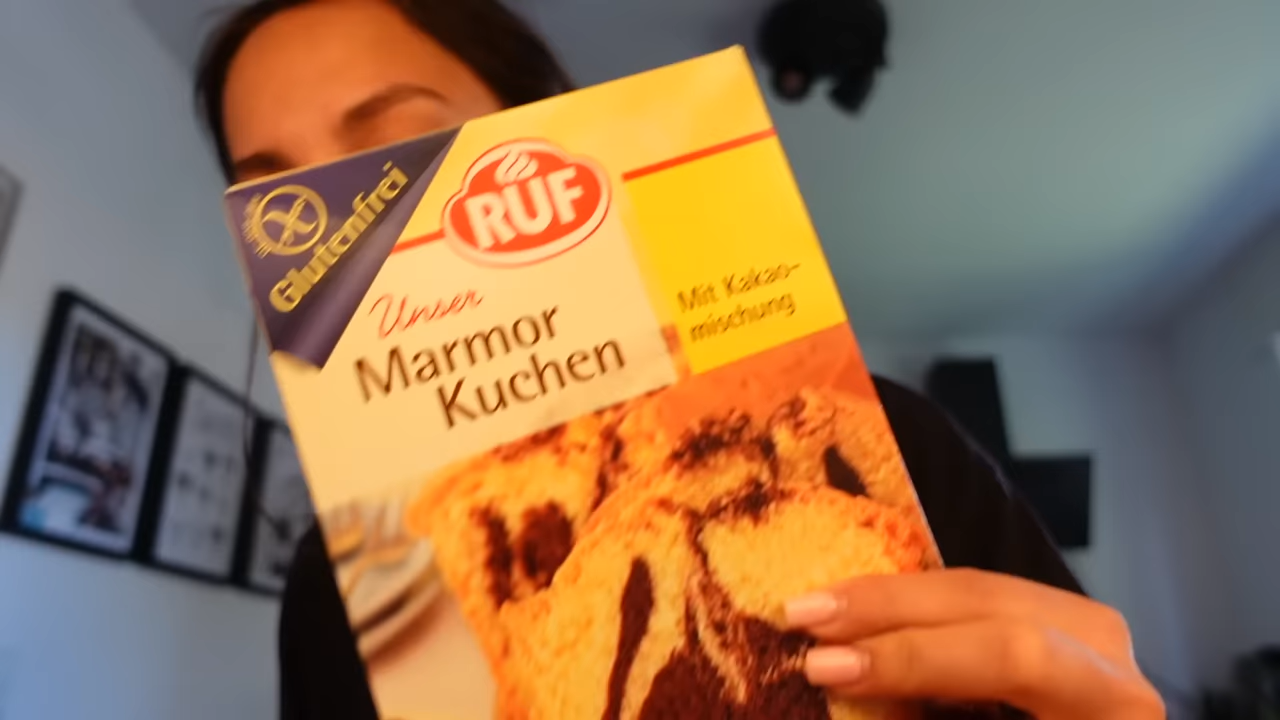 Glutenfrei
RUF
Unser
Marmor
Kuchen
Mit Kakao-
mischung